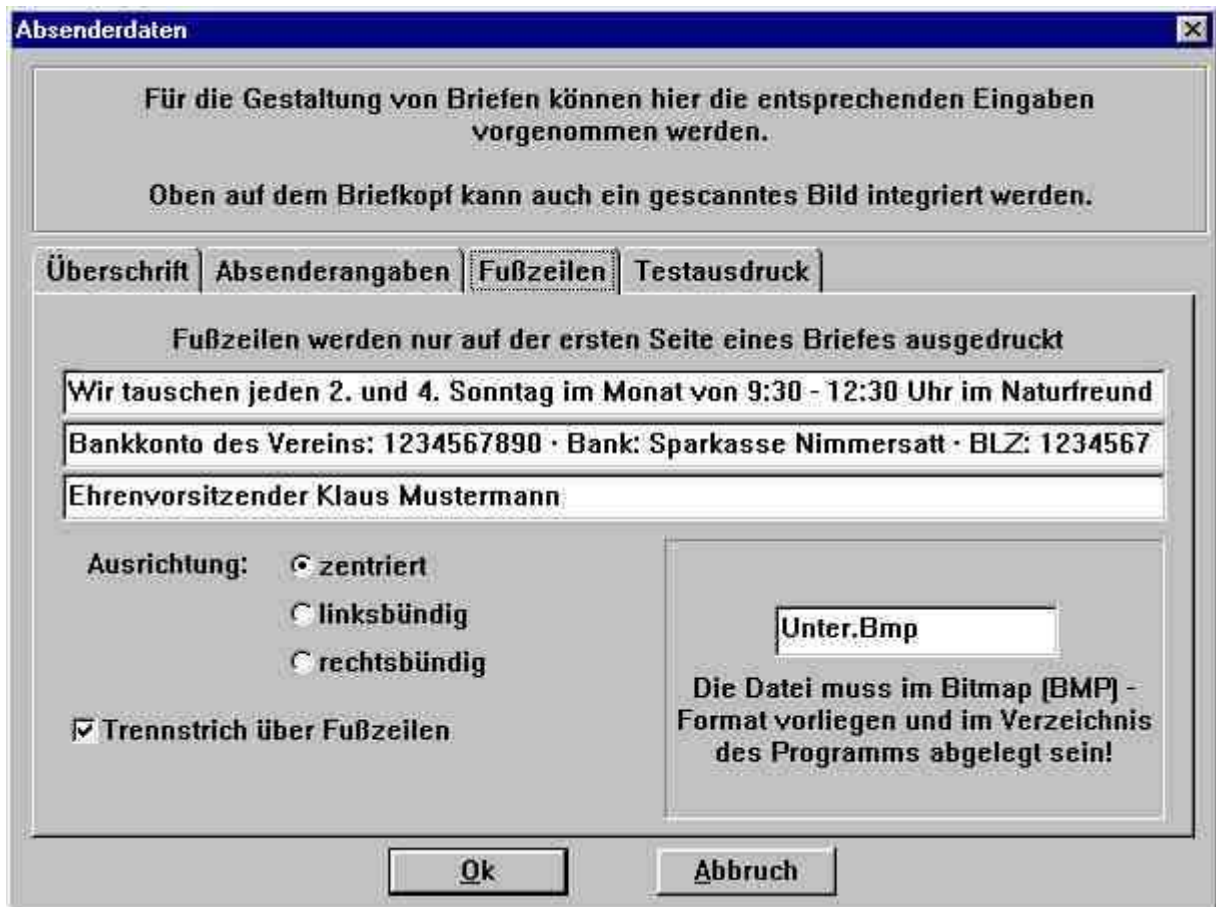 Absenderdaten
Für die Gestaltung von Briefen können hier die entsprechenden Eingaben
vorgenommen werden.
Oben auf dem Briefkopf kann auch ein gescanntes Bild integriert werden.
Überschrift Absenderangaben Fußzeilen Testausdruck
Fußzeilen werden nur auf der ersten Seite eines Briefes ausgedruckt
Wir tauschen jeden 2. und 4. Sonntag im Monat von 9:30 - 12:30 Uhr im Naturfreund
Bankkonto des Vereins: 1234567890 · Bank: Sparkasse Nimmersatt · BLZ: 1234567
Ehrenvorsitzender Klaus Mustermann
Ausrichtung: zentriert
linksbündig
rechtsbündig
Trennstrich über Fußzeilen
Unter.Bmp
Die Datei muss im Bitmap (BMP) -
Format vorliegen und im Verzeichnis
des Programms abgelegt sein!
Ok Abbruch